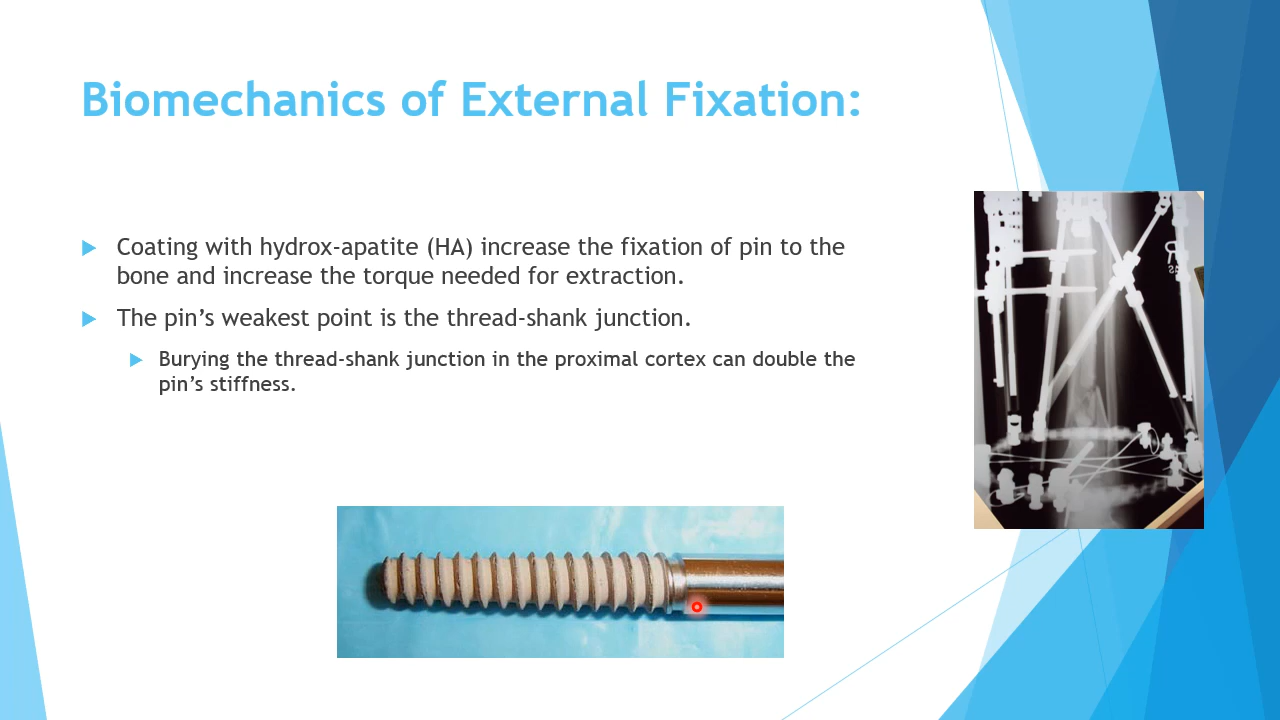 Biomechanics of External Fixation:
Coating with hydrox-apatite (HA) increase the fixation of pin to the
bone and increase the torque needed for extraction.
The pin’s weakest point is the thread-shank junction.
Burying the thread-shank junction in the proximal cortex can double the
pin’s stiffness.